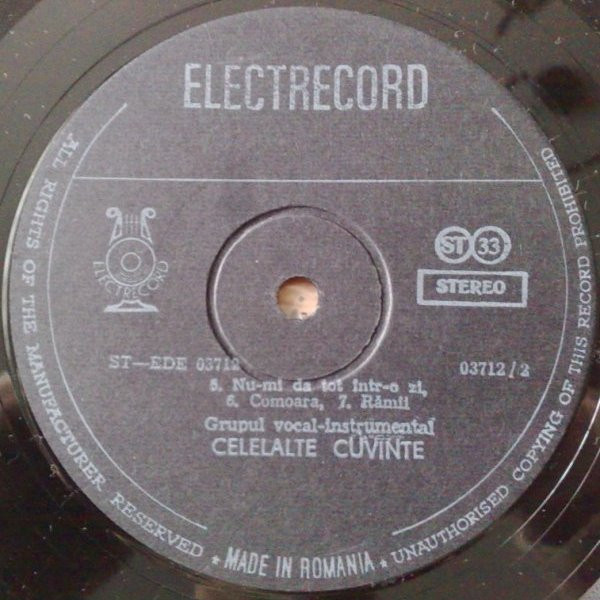 ELECTRECORD
ELECTRECORD
ST 33
STEREO
ST—EDE 03712
03712/2
5. Nu-mi da tot într-o zi,
6. Comoara, 7. Rămîi
Grupul vocal-instrumental
CELELALTE CUVINTE
ALL RIGHTS OF THE MANUFACTURER RESERVED ★ MADE IN ROMANIA ★ UNAUTHORISED COPYING OF THIS RECORD PROHIBITED